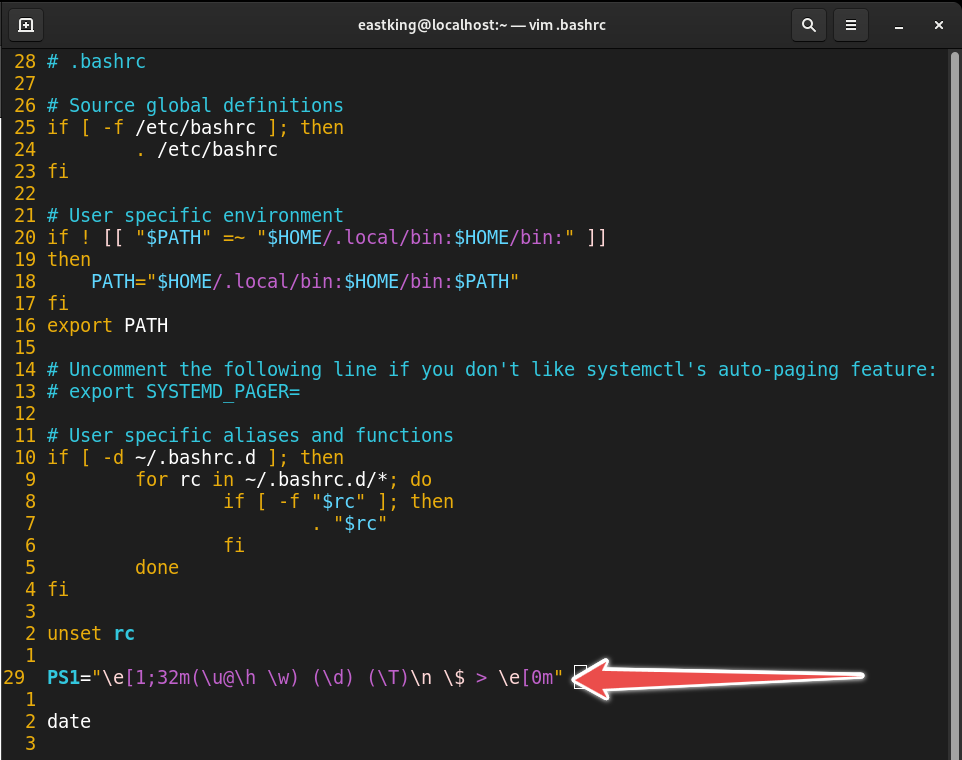 eastking@localhost:~ — vim .bashrc
28 # .bashrc
27
26 # Source global definitions
25 if [ -f /etc/bashrc ]; then
24         . /etc/bashrc
23 fi
22
21 # User specific environment
20 if ! [[ "$PATH" =~ "$HOME/.local/bin:$HOME/bin:" ]]
19 then
18     PATH="$HOME/.local/bin:$HOME/bin:$PATH"
17 fi
16 export PATH
15
14 # Uncomment the following line if you don't like systemctl's auto-paging feature:
13 # export SYSTEMD_PAGER=
12
11 # User specific aliases and functions
10 if [ -d ~/.bashrc.d ]; then
9         for rc in ~/.bashrc.d/*; do
8                 if [ -f "$rc" ]; then
7                         . "$rc"
6                 fi
5         done
4 fi
3
2 unset rc
1
29 PS1="\e[1;32m(\u@\h \w) (\d) (\T)\n \$ > \e[0m"
1
2 date
3